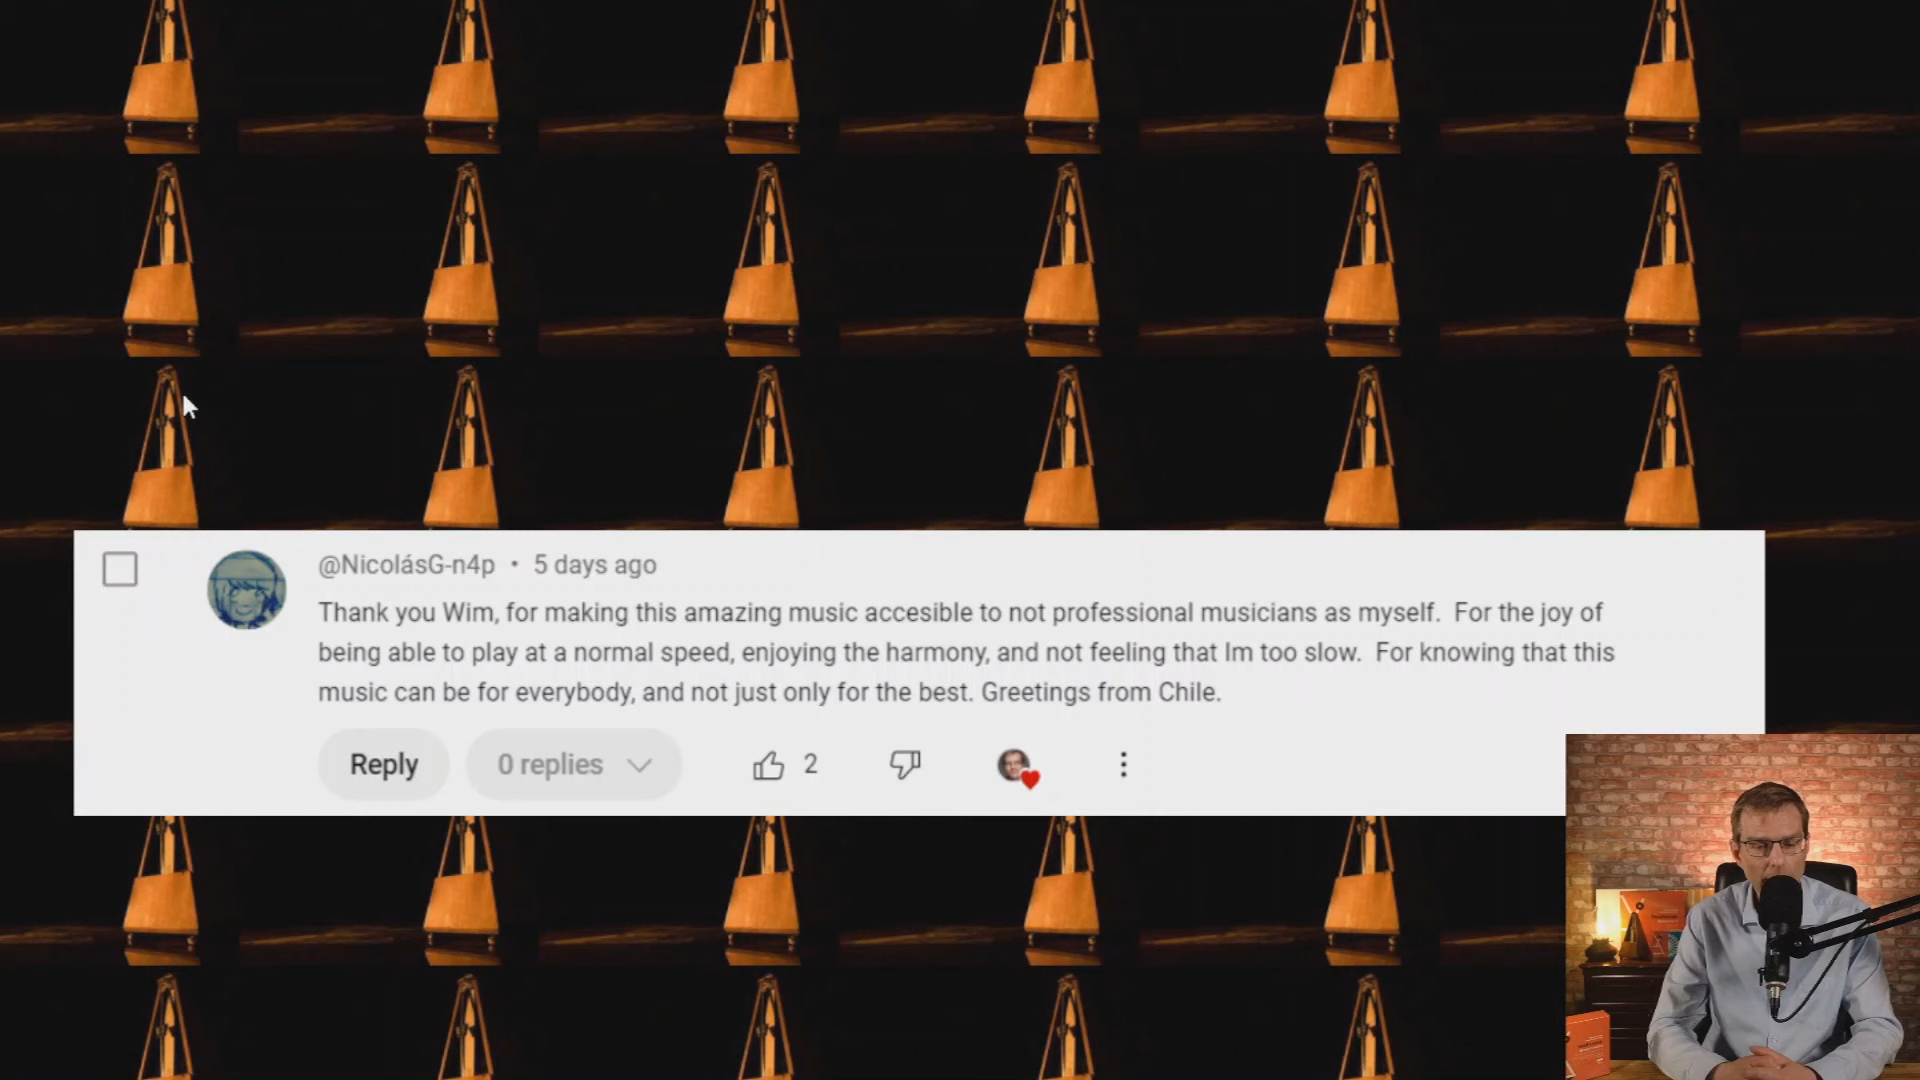 @NicolásG-n4p • 5 days ago
Thank you Wim, for making this amazing music accesible to not professional musicians as myself. For the joy of
being able to play at a normal speed, enjoying the harmony, and not feeling that Im too slow. For knowing that this
music can be for everybody, and not just only for the best. Greetings from Chile.
Reply 0 replies 2